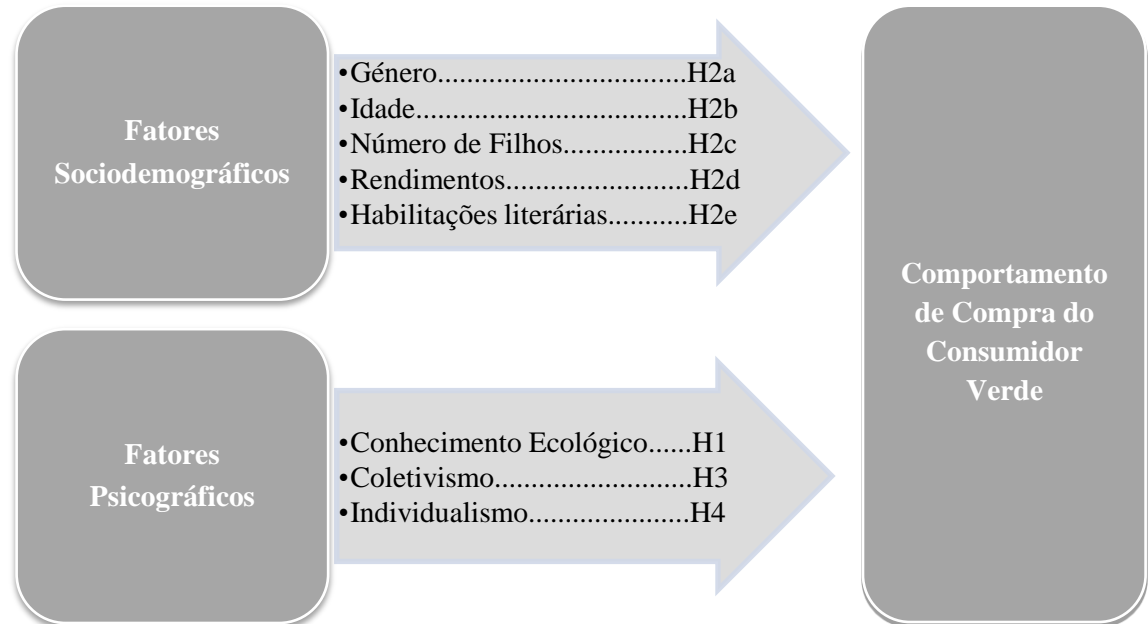 Fatores
Sociodemográficos
•Género.................................H2a
•Idade.....................................H2b
•Número de Filhos................H2c
•Rendimentos.........................H2d
•Habilitações literárias...........H2e
Fatores
Psicográficos
•Conhecimento Ecológico......H1
•Coletivismo...........................H3
•Individualismo......................H4
Comportamento
de Compra do
Consumidor
Verde